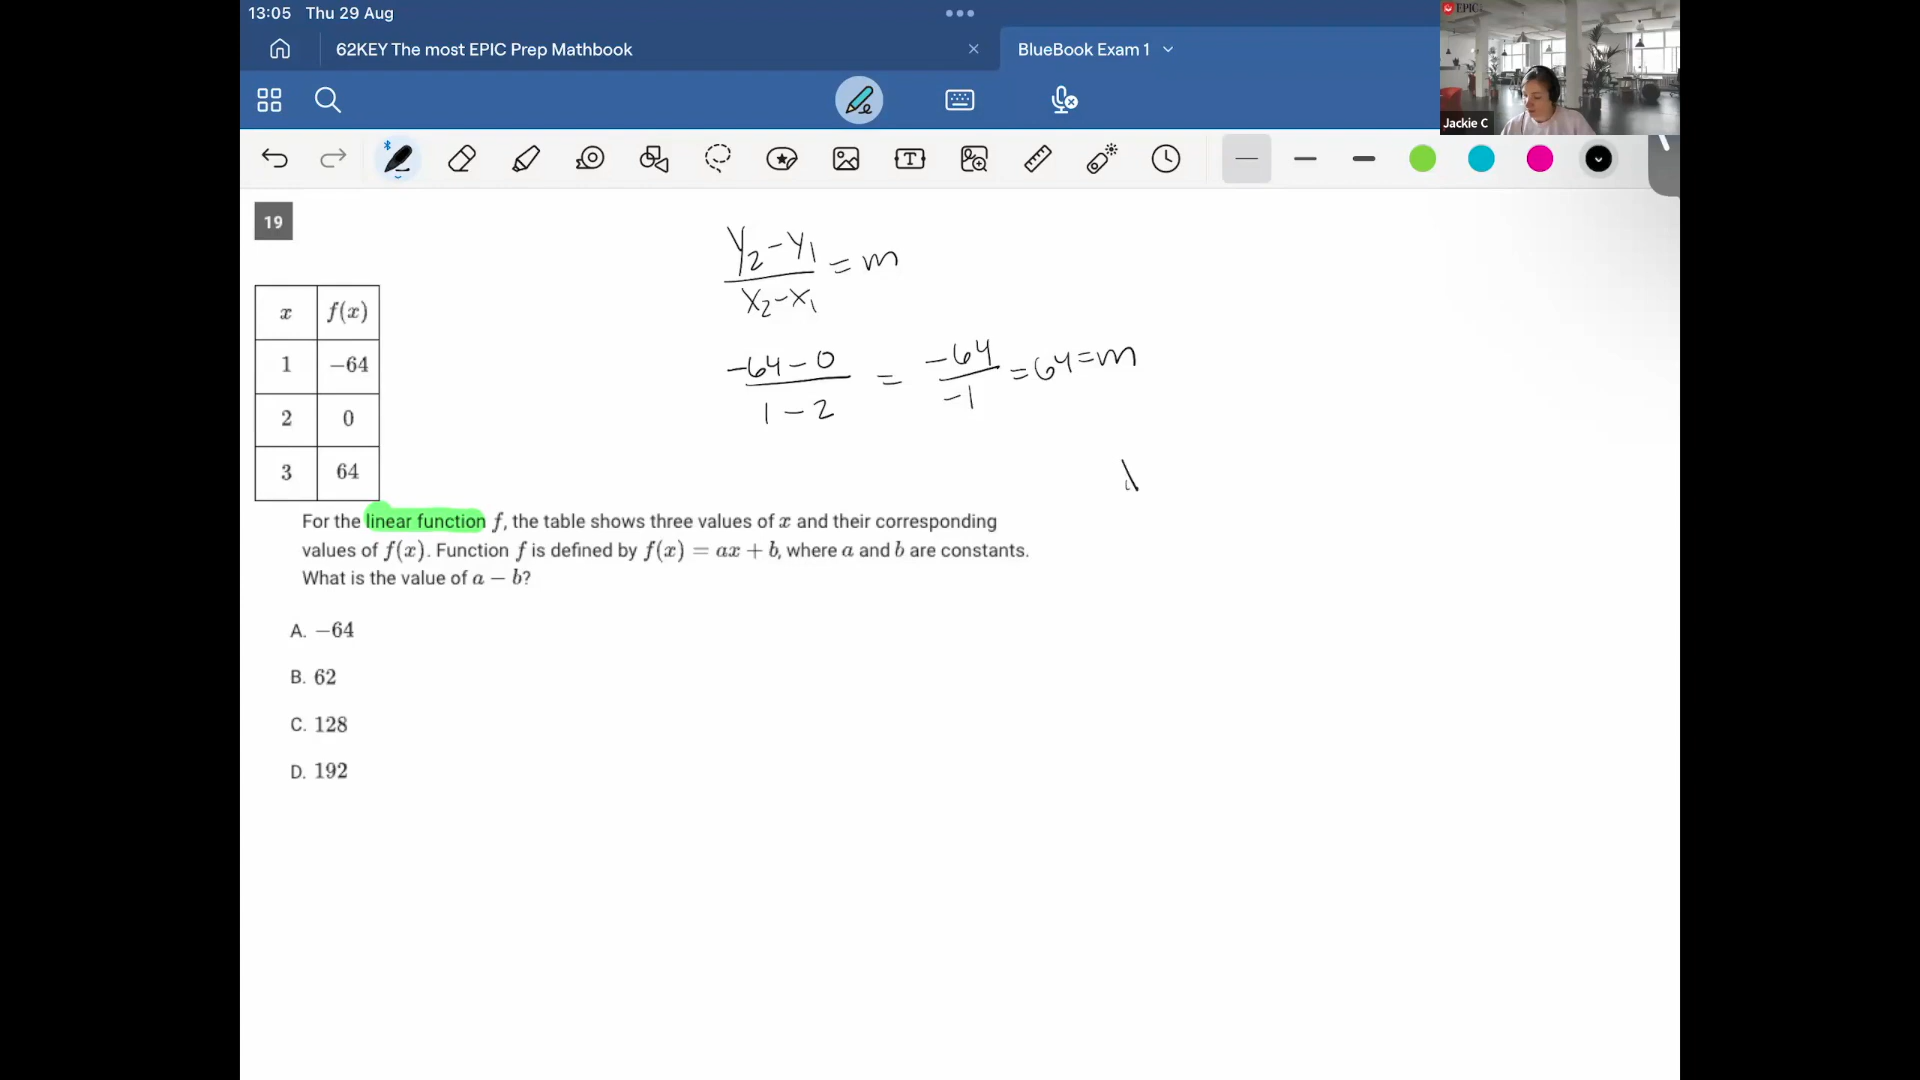 13:05 Thu 29 Aug
62KEY The most EPIC Prep Mathbook
BlueBook Exam 1
EPIC
Jackie C
19
y₂-y₁ / x₂-x₁ = m
x f(x)
1 −64
2 0
3 64
-64-0 / 1-2 = -64 / -1 = 64 = m
For the linear function f, the table shows three values of x and their corresponding
values of f(x). Function f is defined by f(x) = ax + b, where a and b are constants.
What is the value of a − b?
A. −64
B. 62
C. 128
D. 192